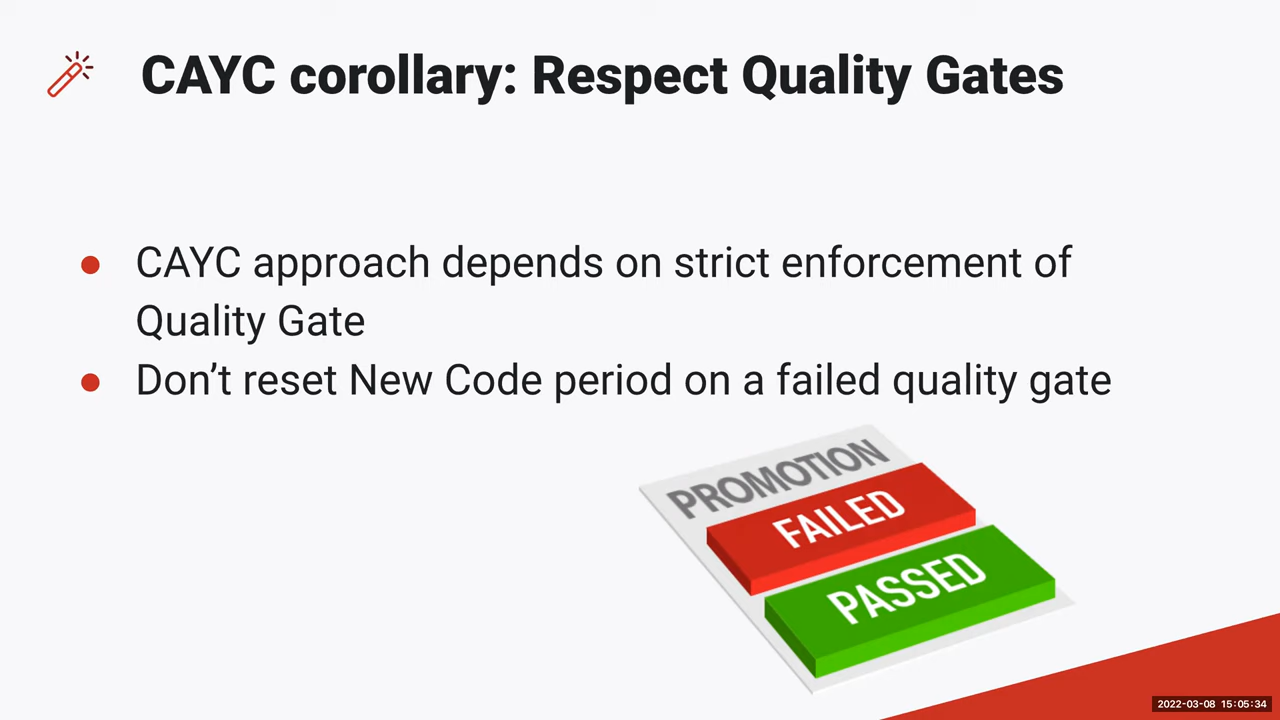 CAYC corollary: Respect Quality Gates
CAYC approach depends on strict enforcement of
Quality Gate
Don’t reset New Code period on a failed quality gate
PROMOTION
FAILED
PASSED
2022-03-08 15:05:34